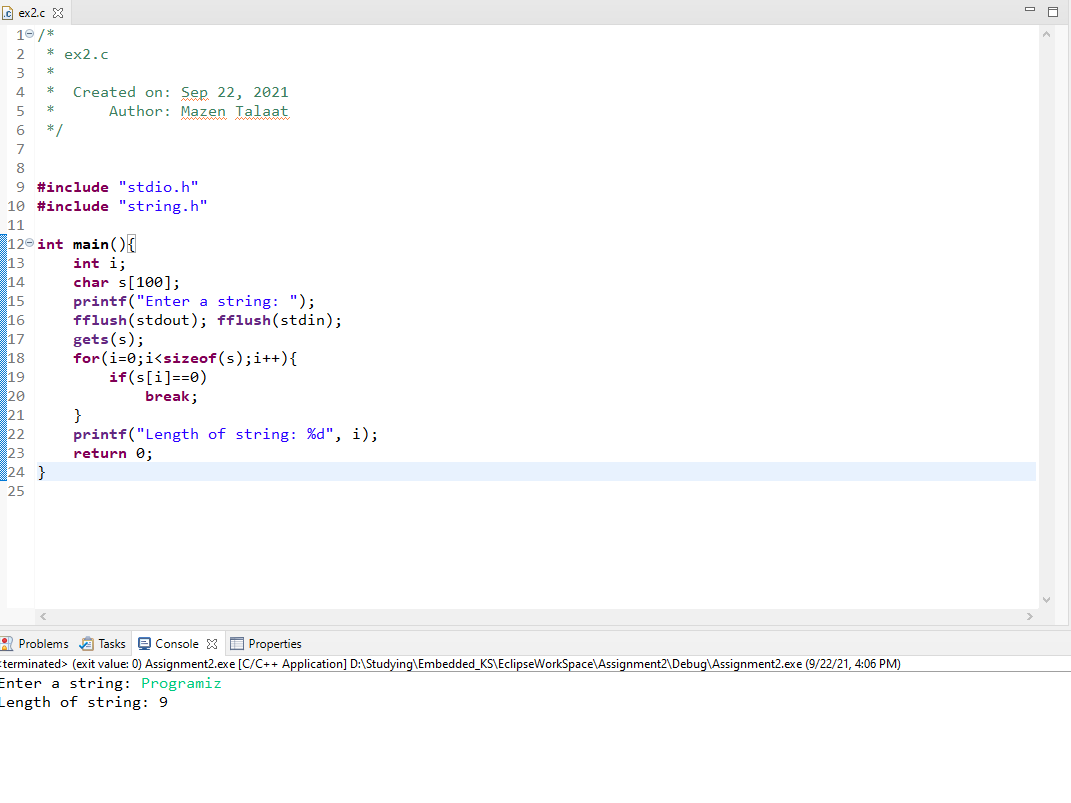 ex2.c
1 /*
2  * ex2.c
3  *
4  *  Created on: Sep 22, 2021
5  *      Author: Mazen Talaat
6  */
7
8
9 #include "stdio.h"
10 #include "string.h"
11
12 int main(){
13     int i;
14     char s[100];
15     printf("Enter a string: ");
16     fflush(stdout); fflush(stdin);
17     gets(s);
18     for(i=0;i<sizeof(s);i++){
19         if(s[i]==0)
20             break;
21     }
22     printf("Length of string: %d", i);
23     return 0;
24 }
25
Problems Tasks Console Properties
<terminated> (exit value: 0) Assignment2.exe [C/C++ Application] D:\Studying\Embedded_KS\EclipseWorkSpace\Assignment2\Debug\Assignment2.exe (9/22/21, 4:06 PM)
Enter a string: Programiz
Length of string: 9